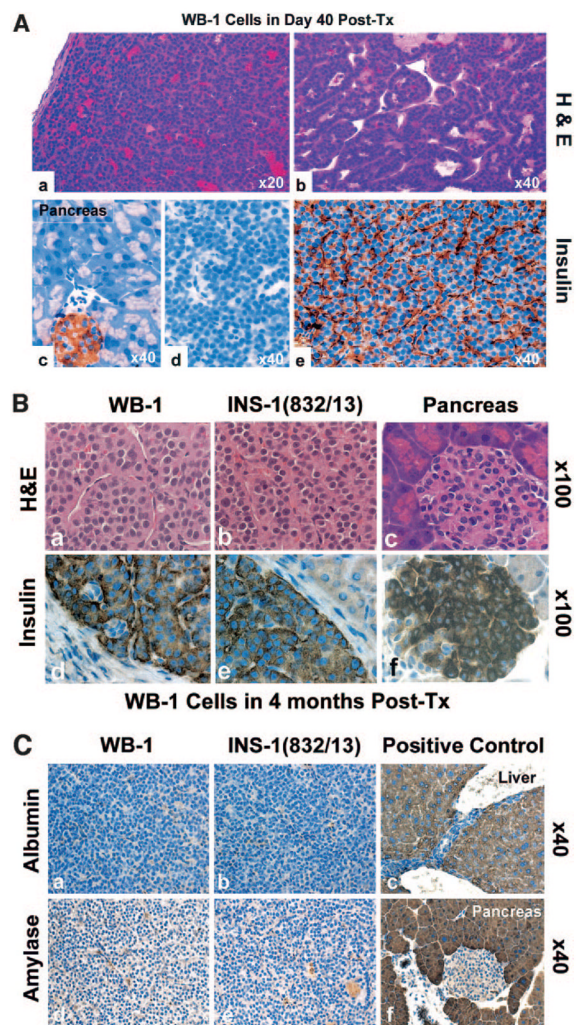 A
WB-1 Cells in Day 40 Post-Tx
a
x20
b
x40
H & E
Pancreas
c
x40
d
x40
e
x40
Insulin
B
WB-1
INS-1(832/13)
Pancreas
H&E
a
b
c
x100
Insulin
d
e
f
x100
WB-1 Cells in 4 months Post-Tx
C
WB-1
INS-1(832/13)
Positive Control
Albumin
a
b
c
Liver
x40
Amylase
d
e
f
Pancreas
x40